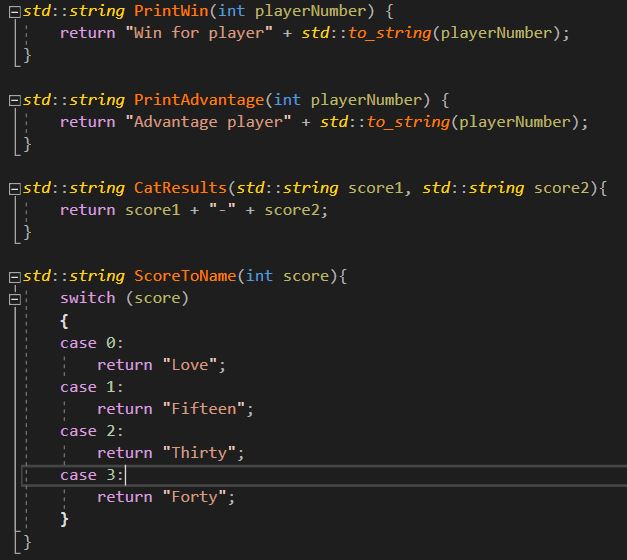 std::string PrintWin(int playerNumber) {
return "Win for player" + std::to_string(playerNumber);
}
std::string PrintAdvantage(int playerNumber) {
return "Advantage player" + std::to_string(playerNumber);
}
std::string CatResults(std::string score1, std::string score2){
return score1 + "-" + score2;
}
std::string ScoreToName(int score){
switch (score)
{
case 0:
return "Love";
case 1:
return "Fifteen";
case 2:
return "Thirty";
case 3:
return "Forty";
}
}